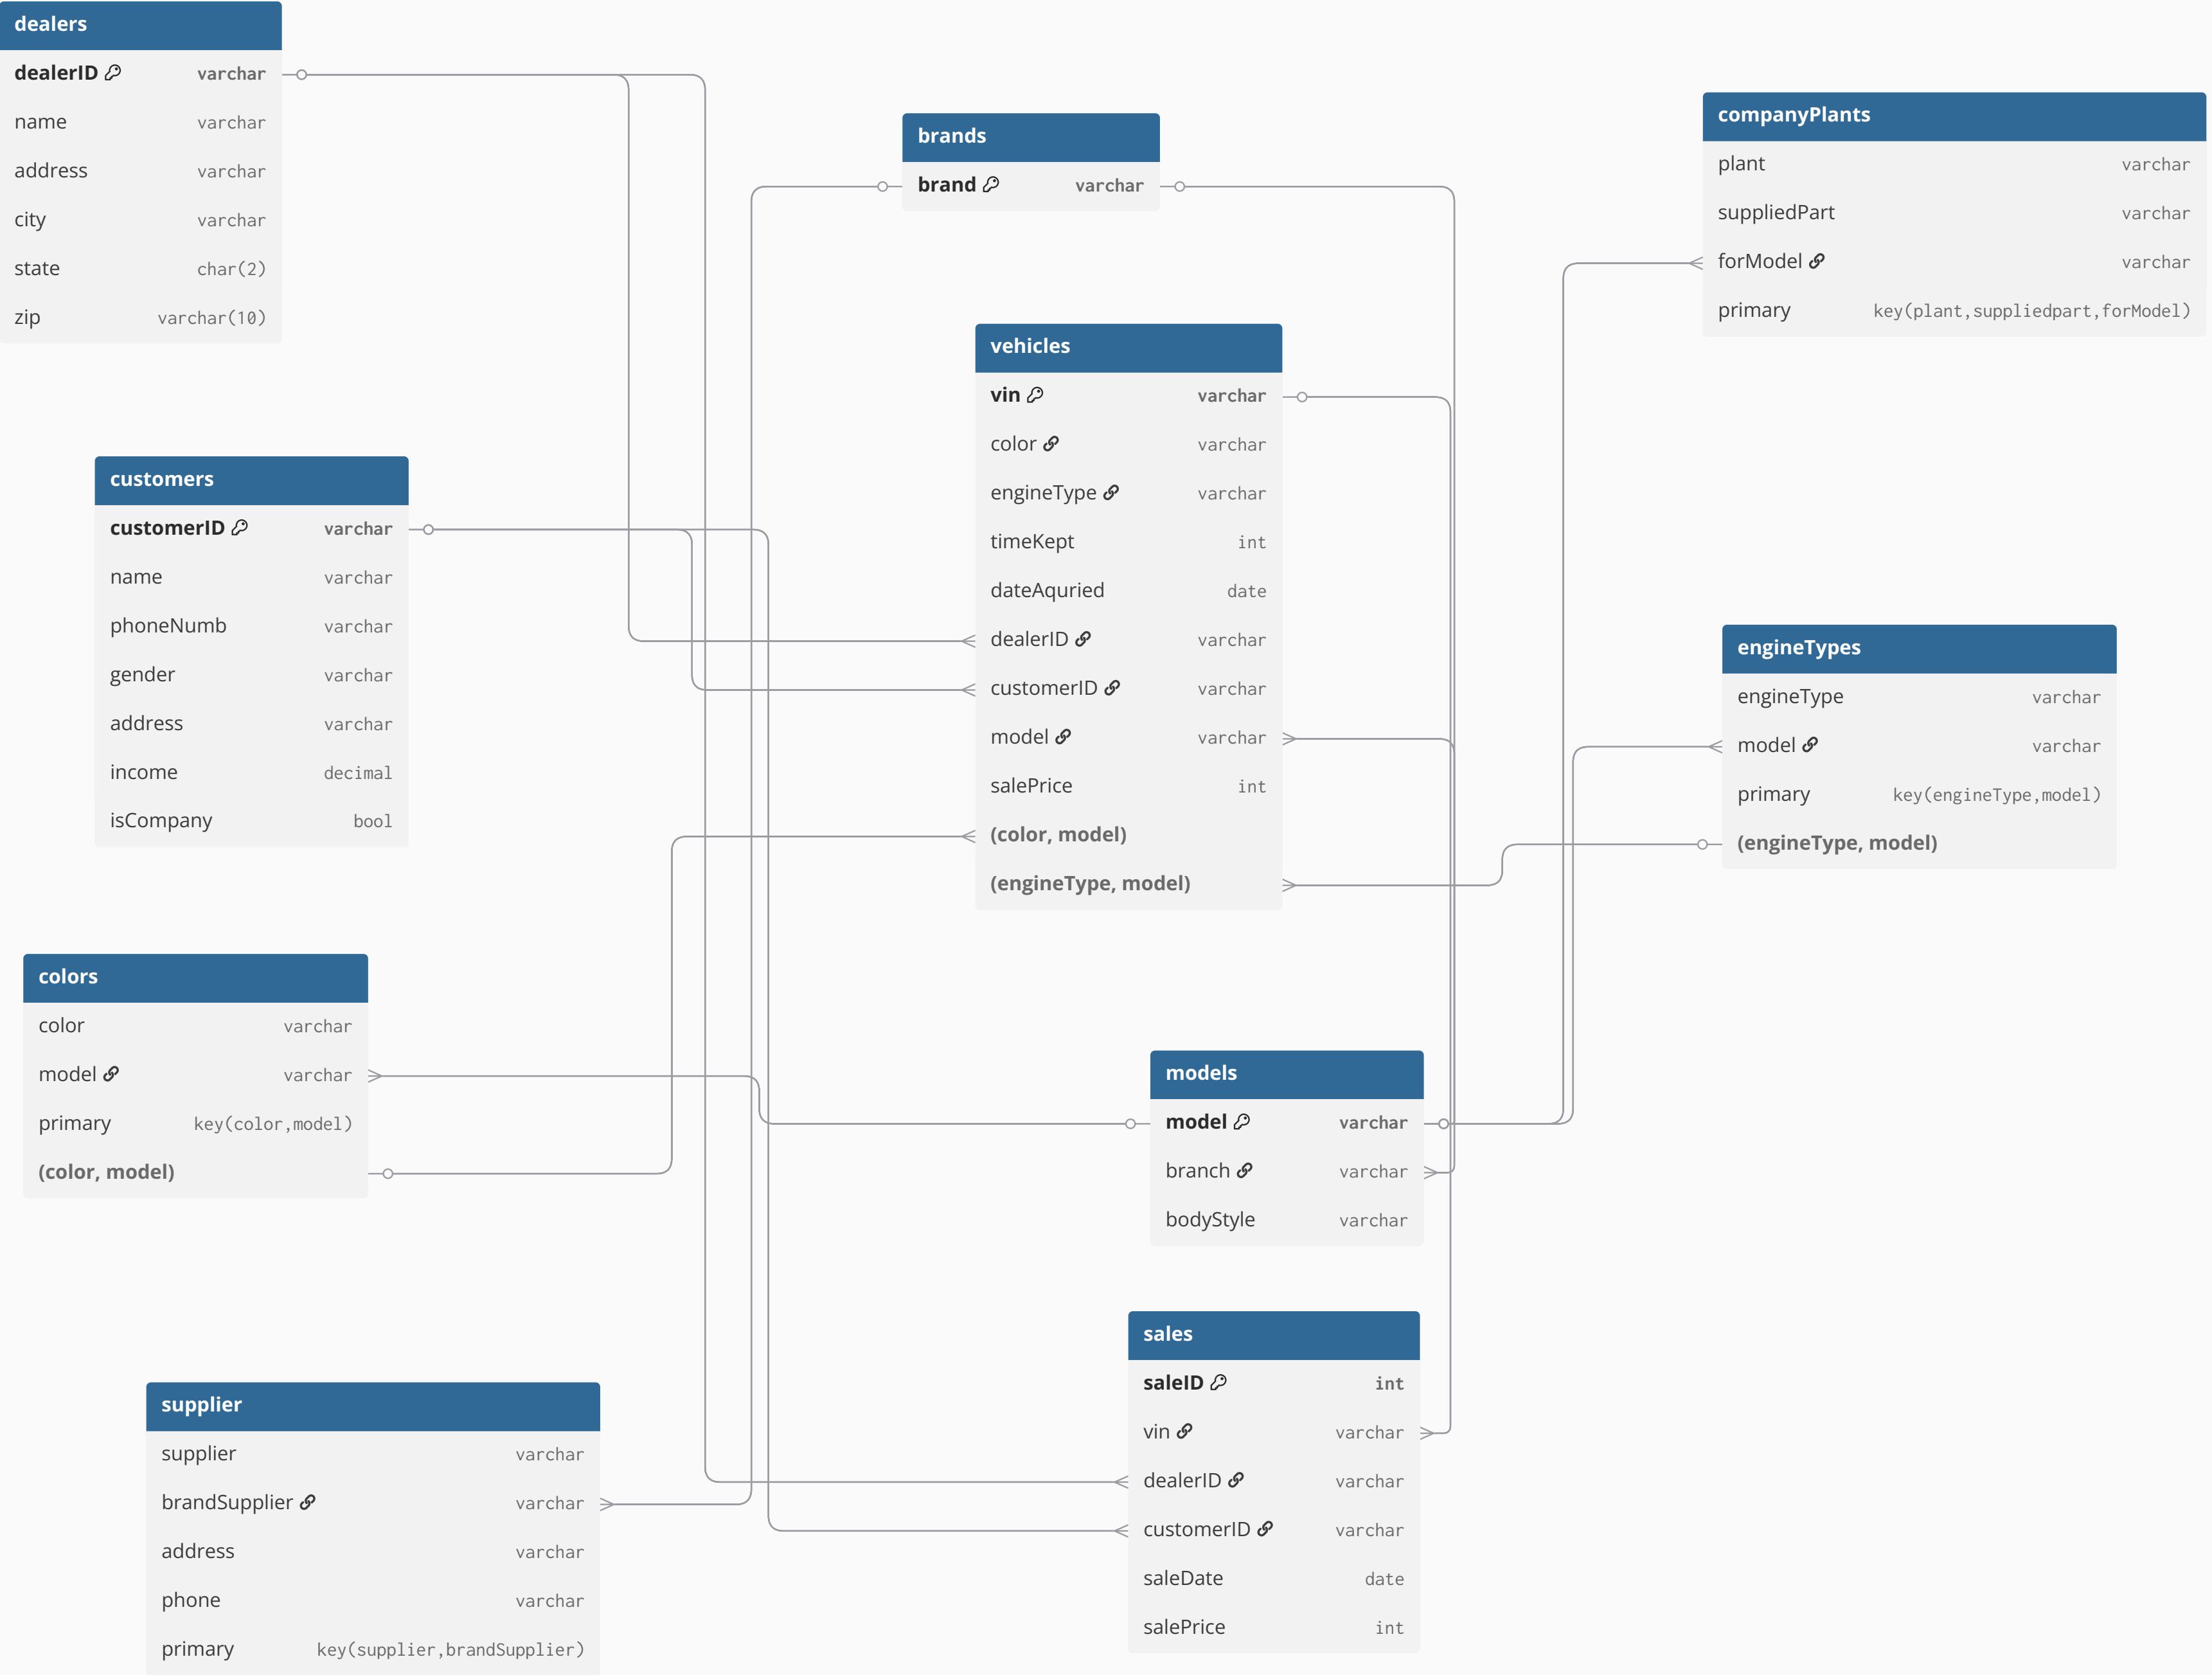 dealers
dealerID varchar
name varchar
address varchar
city varchar
state char(2)
zip varchar(10)
brands
brand varchar
companyPlants
plant varchar
suppliedPart varchar
forModel varchar
primary key(plant,suppliedpart,forModel)
vehicles
vin varchar
color varchar
engineType varchar
timeKept int
dateAquried date
dealerID varchar
customerID varchar
model varchar
salePrice int
(color, model)
(engineType, model)
customers
customerID varchar
name varchar
phoneNumb varchar
gender varchar
address varchar
income decimal
isCompany bool
engineTypes
engineType varchar
model varchar
primary key(engineType,model)
(engineType, model)
colors
color varchar
model varchar
primary key(color,model)
(color, model)
models
model varchar
branch varchar
bodyStyle varchar
sales
saleID int
vin varchar
dealerID varchar
customerID varchar
saleDate date
salePrice int
supplier
supplier varchar
brandSupplier varchar
address varchar
phone varchar
primary key(supplier,brandSupplier)